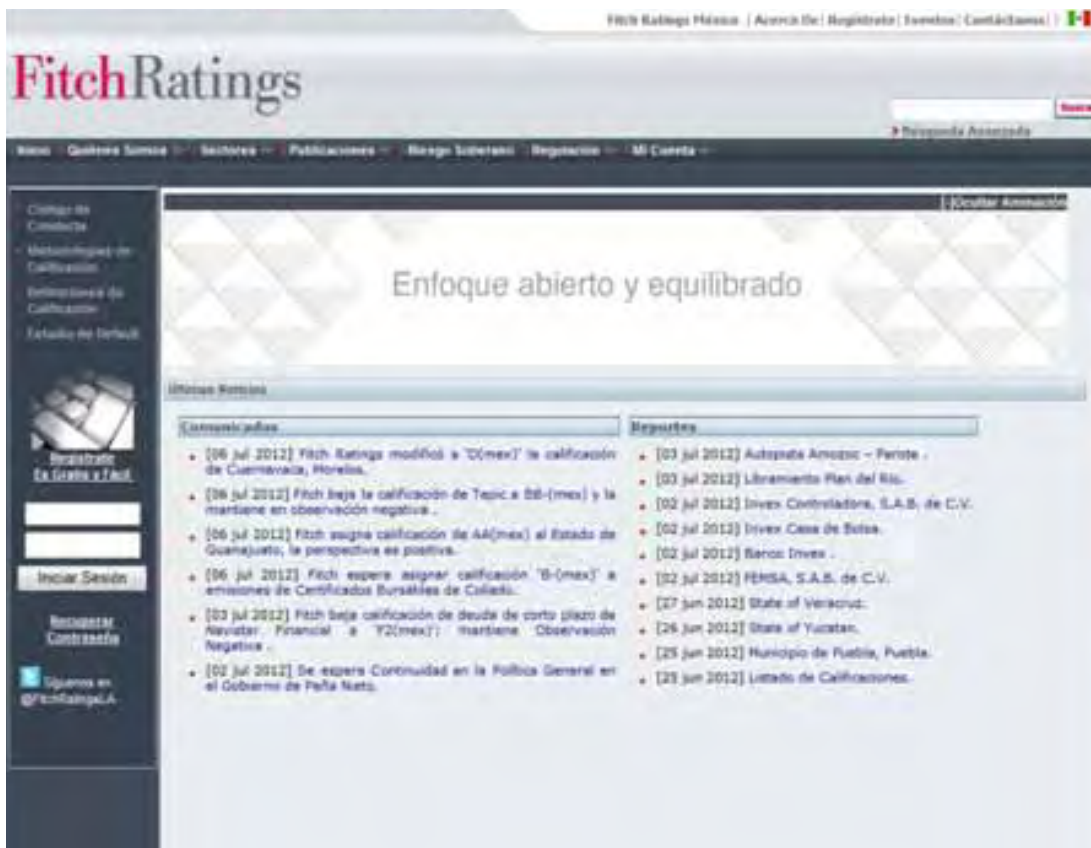 Fitch Ratings México | Acerca De | Regístrate | Eventos | Contáctanos |
FitchRatings
Búsqueda Avanzada
Inicio Quiénes Somos Sectores Publicaciones Riesgo Soberano Regulación Mi Cuenta
[-]Ocultar Animación
Código de
Conducta
Metodologías de
Calificación
Definiciones de
Calificación
Estudio de Default
Enfoque abierto y equilibrado
Últimas Noticias
Regístrate
Es Gratis y Fácil
Iniciar Sesión
Recuperar
Contraseña
Síguenos en
@FitchRatingsLA
Comunicados
[06 jul 2012] Fitch Ratings modificó a 'D(mex)' la calificación
de Cuernavaca, Morelos.
[06 jul 2012] Fitch baja la calificación de Tepic a BB-(mex) y la
mantiene en observación negativa .
[06 jul 2012] Fitch asigna calificación de AA(mex) al Estado de
Guanajuato, la perspectiva es positiva.
[06 jul 2012] Fitch espera asignar calificación 'B-(mex)' a
emisiones de Certificados Bursátiles de Collado.
[03 jul 2012] Fitch baja calificación de deuda de corto plazo de
Navistar Financial a 'F2(mex)'; mantiene Observación
Negativa .
[02 jul 2012] Se espera Continuidad en la Política General en
el Gobierno de Peña Nieto.
Reportes
[03 jul 2012] Autopista Amozoc – Perote .
[03 jul 2012] Libramiento Plan del Río.
[02 jul 2012] Invex Controladora, S.A.B. de C.V.
[02 jul 2012] Invex Casa de Bolsa.
[02 jul 2012] Banco Invex .
[02 jul 2012] FEMSA, S.A.B. de C.V.
[27 jun 2012] State of Veracruz.
[26 jun 2012] State of Yucatan.
[25 jun 2012] Municipio de Puebla, Puebla.
[25 jun 2012] Listado de Calificaciones.